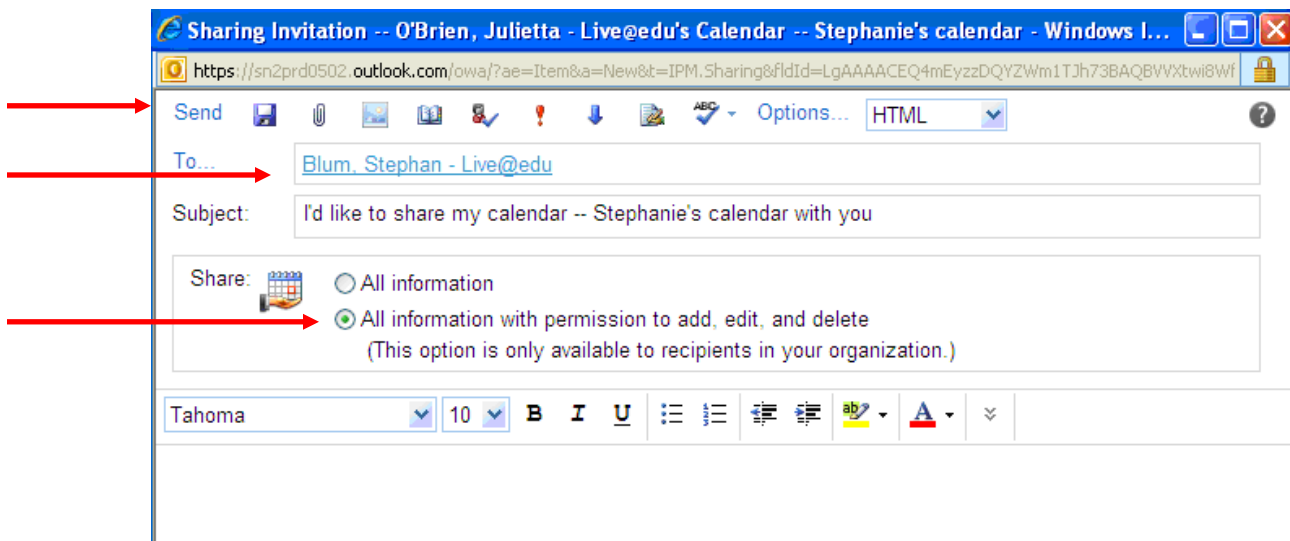 Sharing Invitation -- O'Brien, Julietta - Live@edu's Calendar -- Stephanie's calendar - Windows I...
https://sn2prd0502.outlook.com/owa/?ae=Item&a=New&t=IPM.Sharing&fldId=
Send ABC Options... HTML ?
To... Blum, Stephan - Live@edu
Subject: I'd like to share my calendar -- Stephanie's calendar with you
Share: All information
All information with permission to add, edit, and delete
(This option is only available to recipients in your organization.)
Tahoma 10 B I U ab A